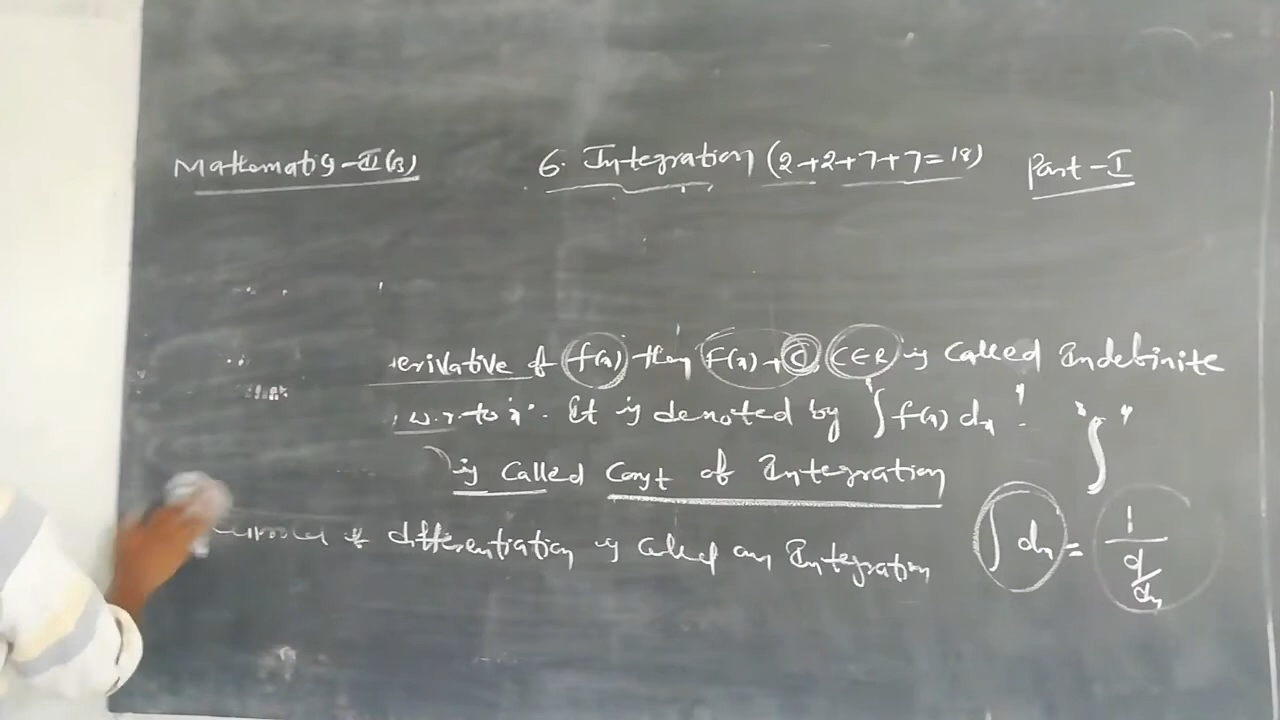 Mathematics-II(B) 6. Integration (2+2+7+7=18) Part-I
erivative of f(x) then F(x)+C, C∈R is called Indefinite
w.r.to 'x'. It is denoted by "∫f(x) dx". "∫"
is called Const of Integration
of differentiation is called an Integration ∫dx = 1/(d/dx)